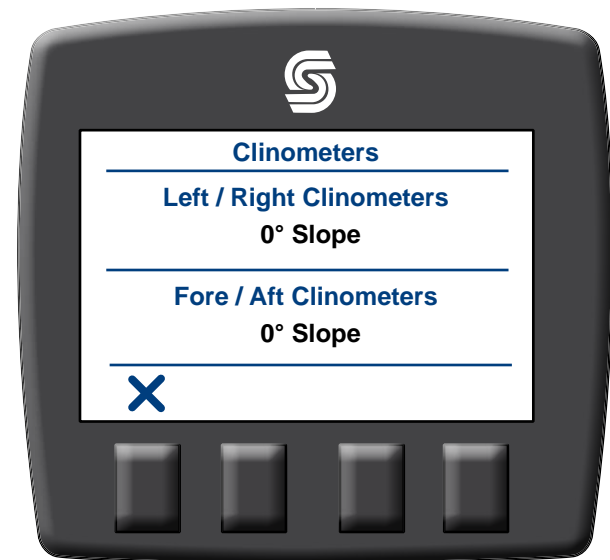 Clinometers
Left / Right Clinometers
0° Slope
Fore / Aft Clinometers
0° Slope